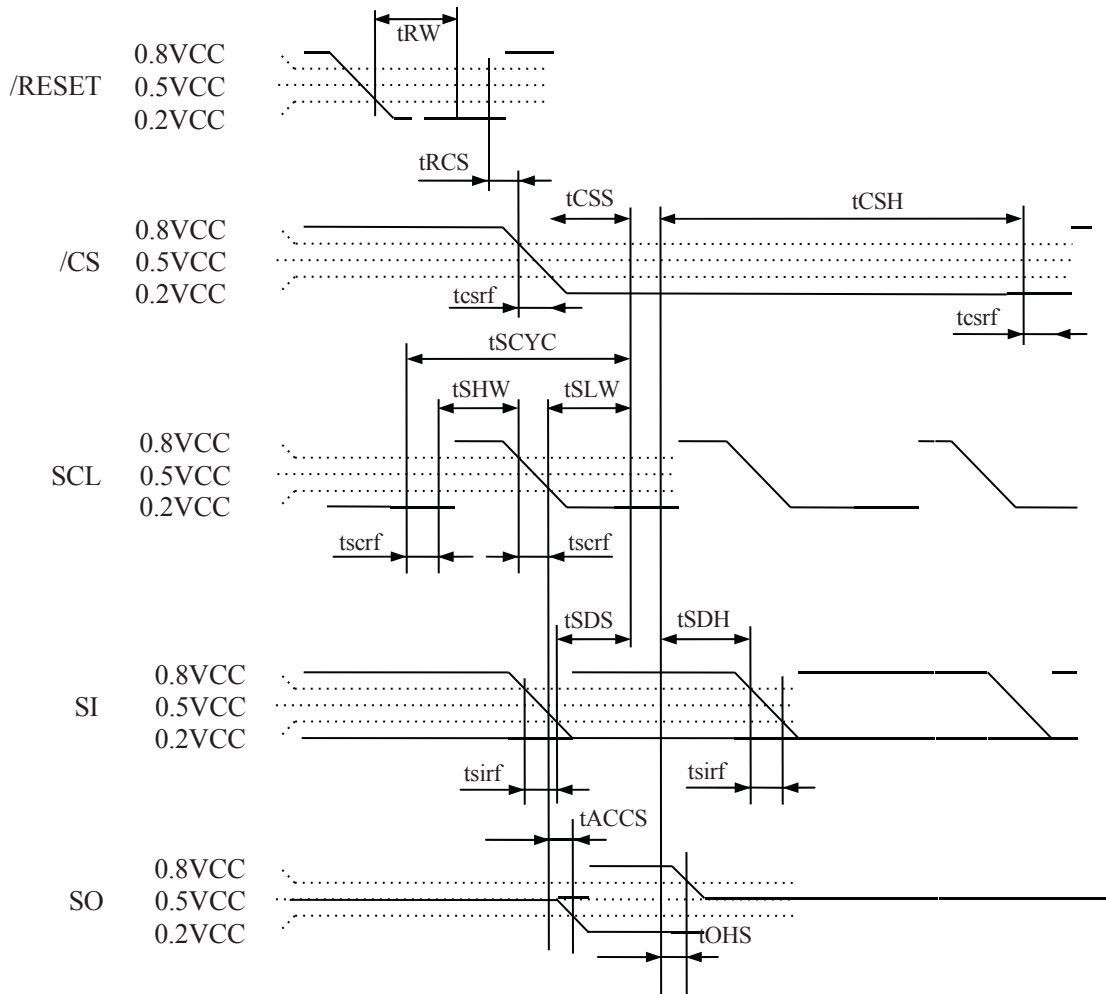 tRW
0.8VCC
/RESET 0.5VCC
0.2VCC
tRCS
tCSS tCSH
0.8VCC
/CS 0.5VCC
0.2VCC
tcsrf tcsrf
tSCYC
tSHW tSLW
0.8VCC
SCL 0.5VCC
0.2VCC
tscrf tscrf
tSDS tSDH
0.8VCC
SI 0.5VCC
0.2VCC
tsirf tsirf
tACCS
0.8VCC
SO 0.5VCC
0.2VCC
tOHS